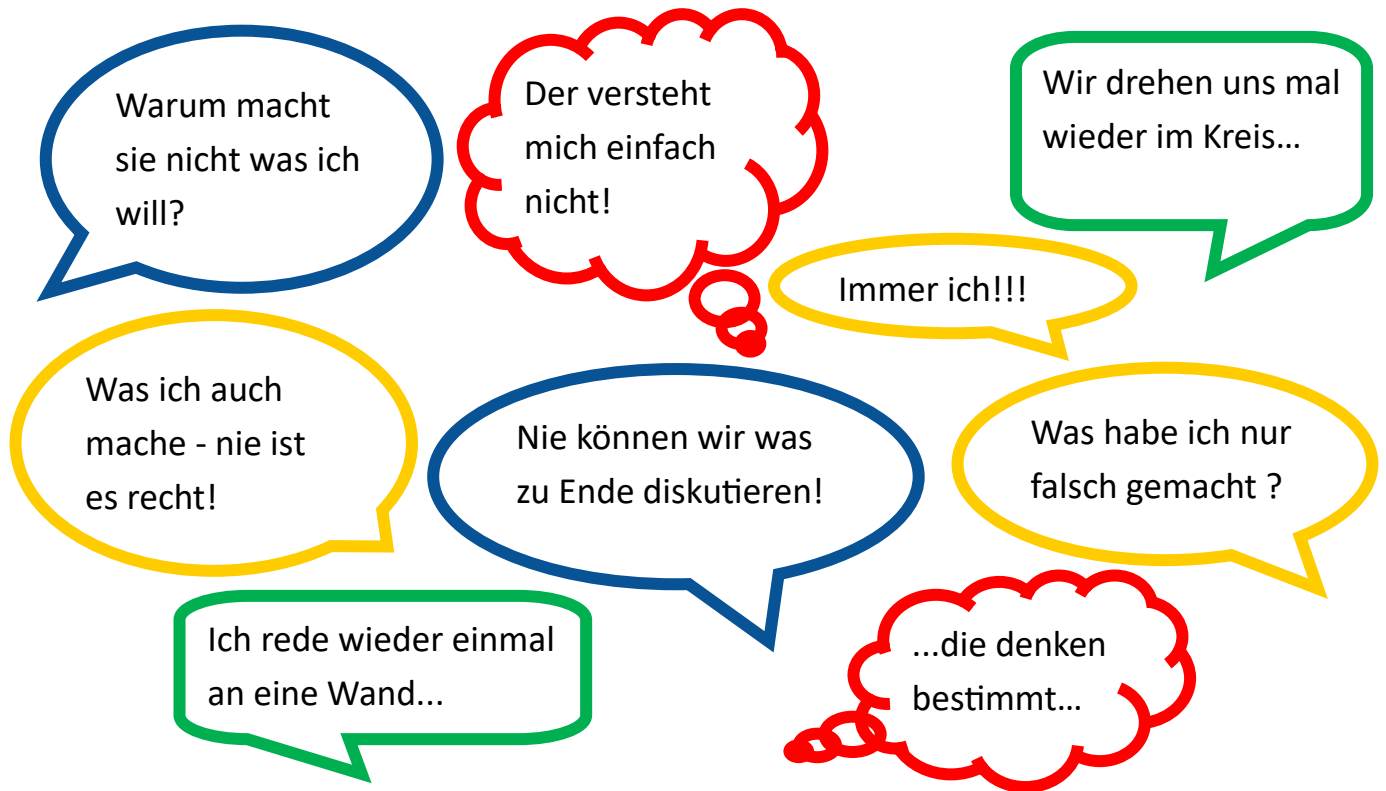 Warum macht
sie nicht was ich
will?
Der versteht
mich einfach
nicht!
Wir drehen uns mal
wieder im Kreis...
Immer ich!!!
Was ich auch
mache - nie ist
es recht!
Nie können wir was
zu Ende diskutieren!
Was habe ich nur
falsch gemacht ?
Ich rede wieder einmal
an eine Wand...
...die denken
bestimmt...